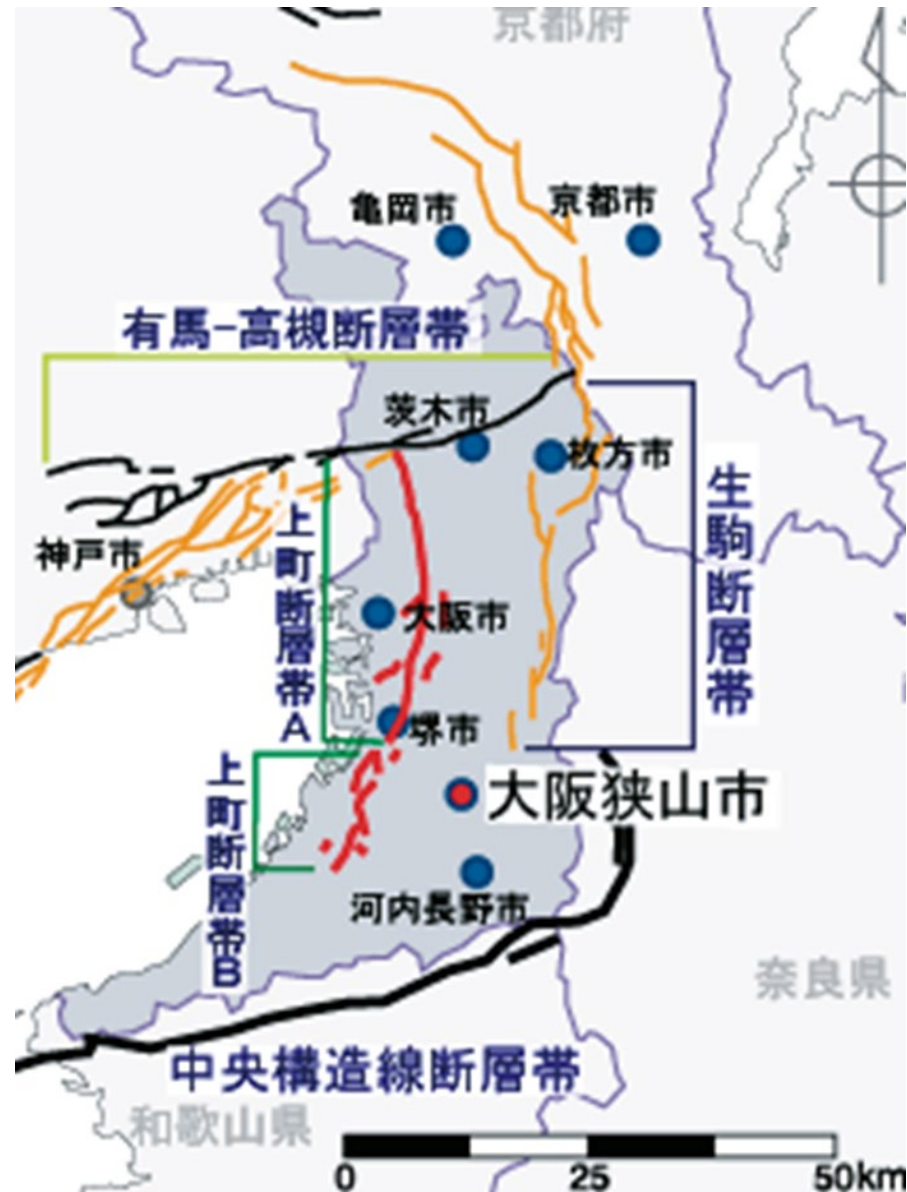 京都府
亀岡市
京都市
有馬-高槻断層帯
茨木市
枚方市
生駒断層帯
神戸市
上町断層帯A
大阪市
堺市
上町断層帯B
大阪狭山市
河内長野市
奈良県
中央構造線断層帯
和歌山県
0 25 50km